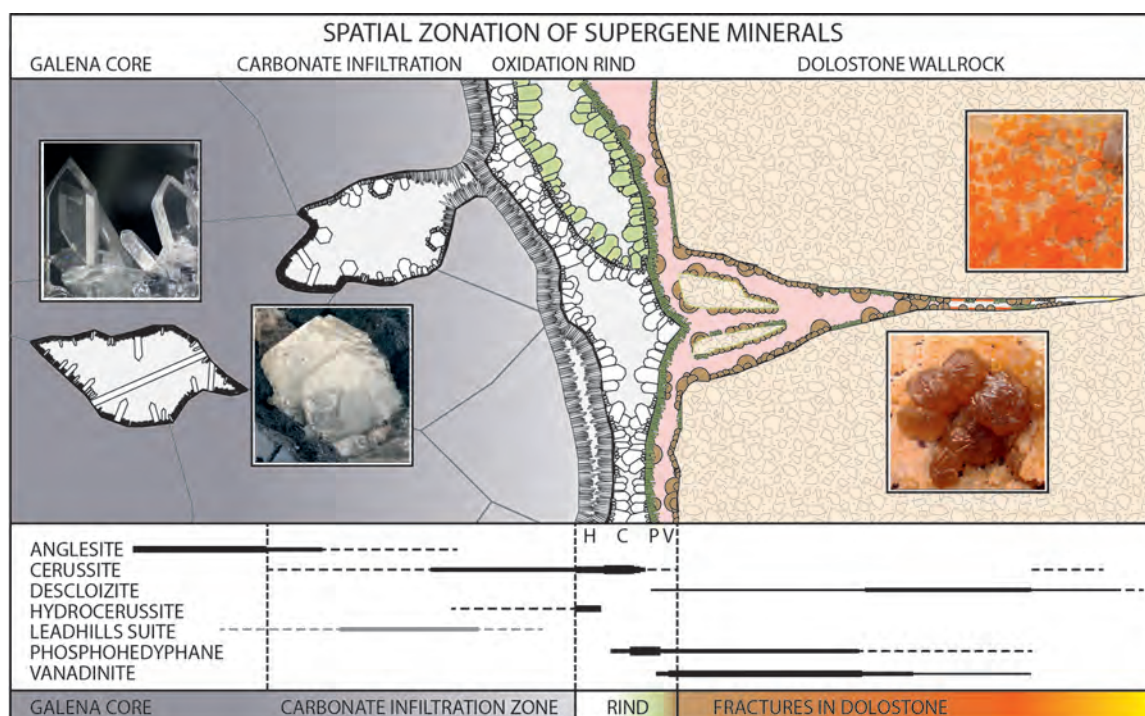 SPATIAL ZONATION OF SUPERGENE MINERALS
GALENA CORE CARBONATE INFILTRATION OXIDATION RIND DOLOSTONE WALLROCK
H C P V
ANGLESITE
CERUSSITE
DESCLOIZITE
HYDROCERUSSITE
LEADHILLS SUITE
PHOSPHOHEDYPHANE
VANADINITE
GALENA CORE CARBONATE INFILTRATION ZONE RIND FRACTURES IN DOLOSTONE